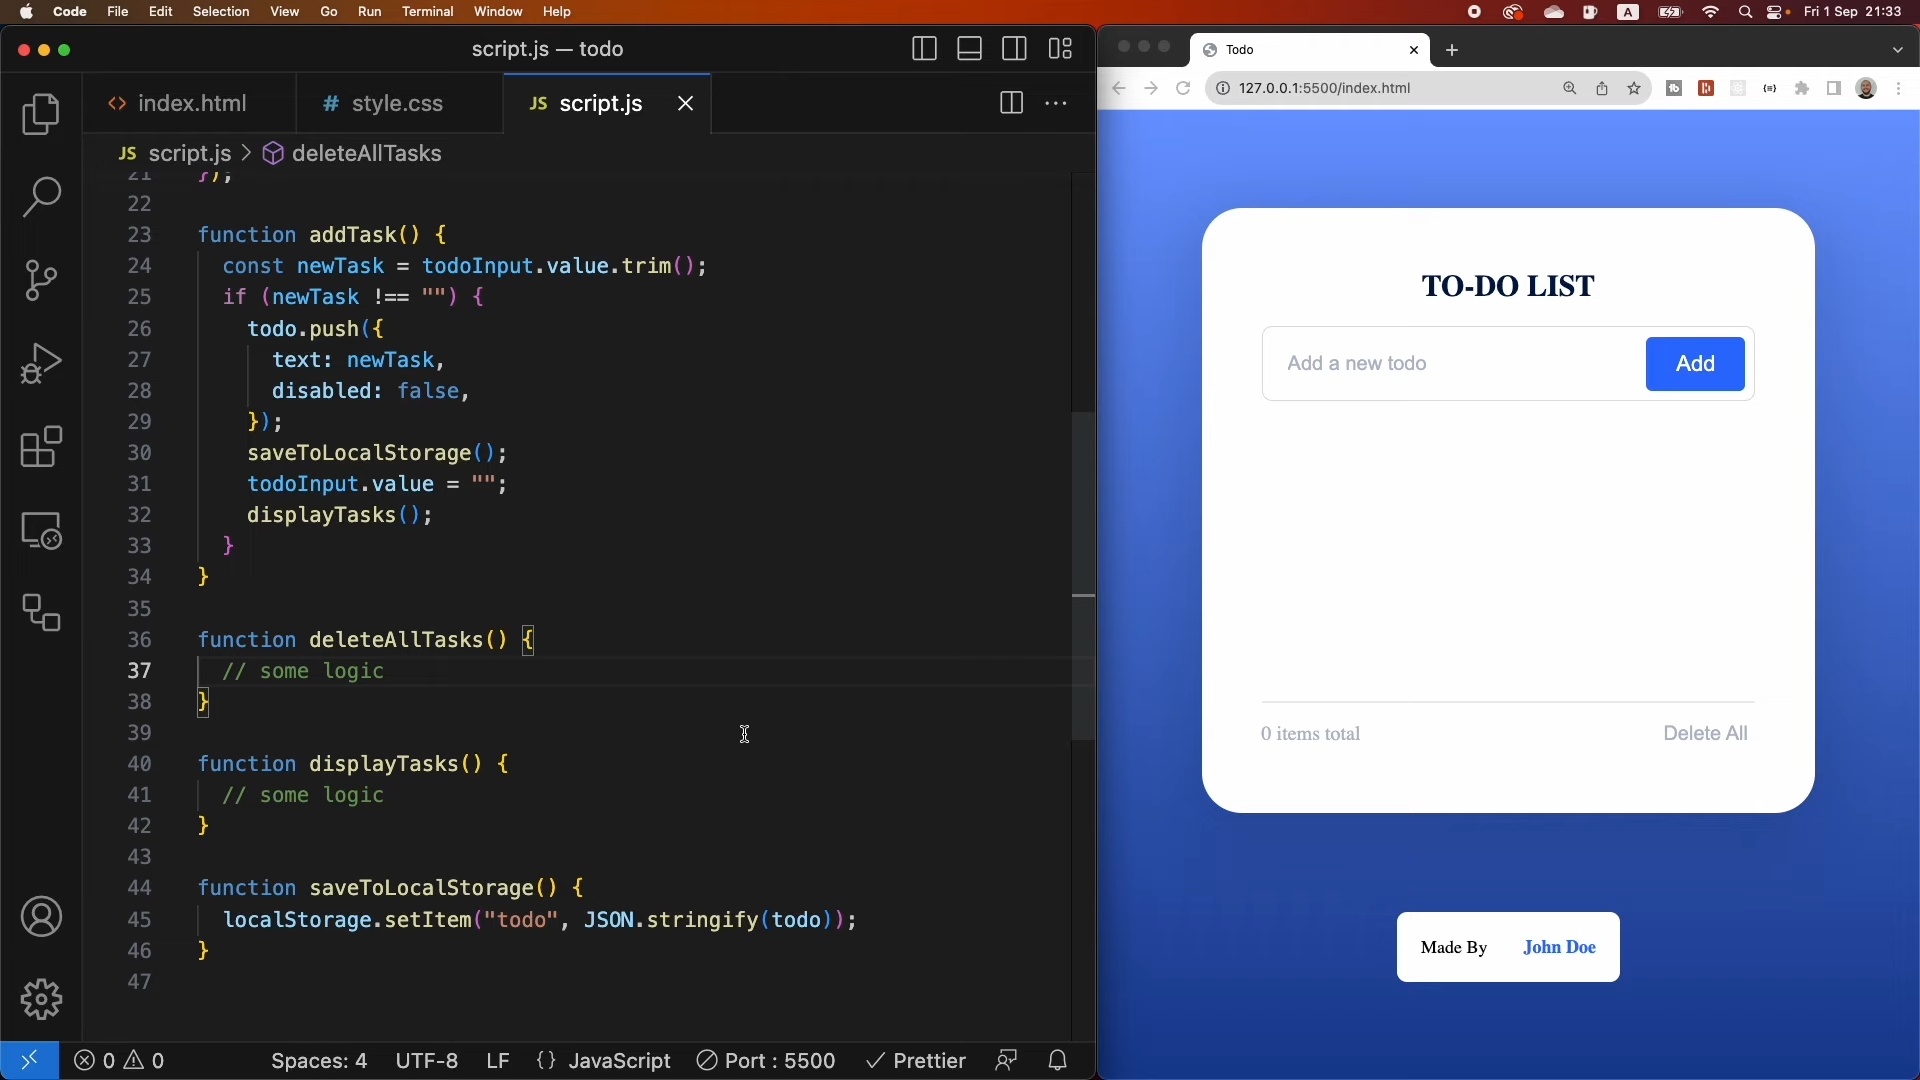 Code File Edit Selection View Go Run Terminal Window Help
A
Fri 1 Sep 21:33
script.js — todo
<> index.html
# style.css
JS script.js
JS script.js > deleteAllTasks
21 });
22
23 function addTask() {
24 const newTask = todoInput.value.trim();
25 if (newTask !== "") {
26 todo.push({
27 text: newTask,
28 disabled: false,
29 });
30 saveToLocalStorage();
31 todoInput.value = "";
32 displayTasks();
33 }
34 }
35
36 function deleteAllTasks() {
37 // some logic
38 }
39
40 function displayTasks() {
41 // some logic
42 }
43
44 function saveToLocalStorage() {
45 localStorage.setItem("todo", JSON.stringify(todo));
46 }
47
0 0
Spaces: 4 UTF-8 LF {} JavaScript Port : 5500 Prettier
Todo
127.0.0.1:5500/index.html
TO-DO LIST
Add a new todo
Add
0 items total
Delete All
Made By John Doe